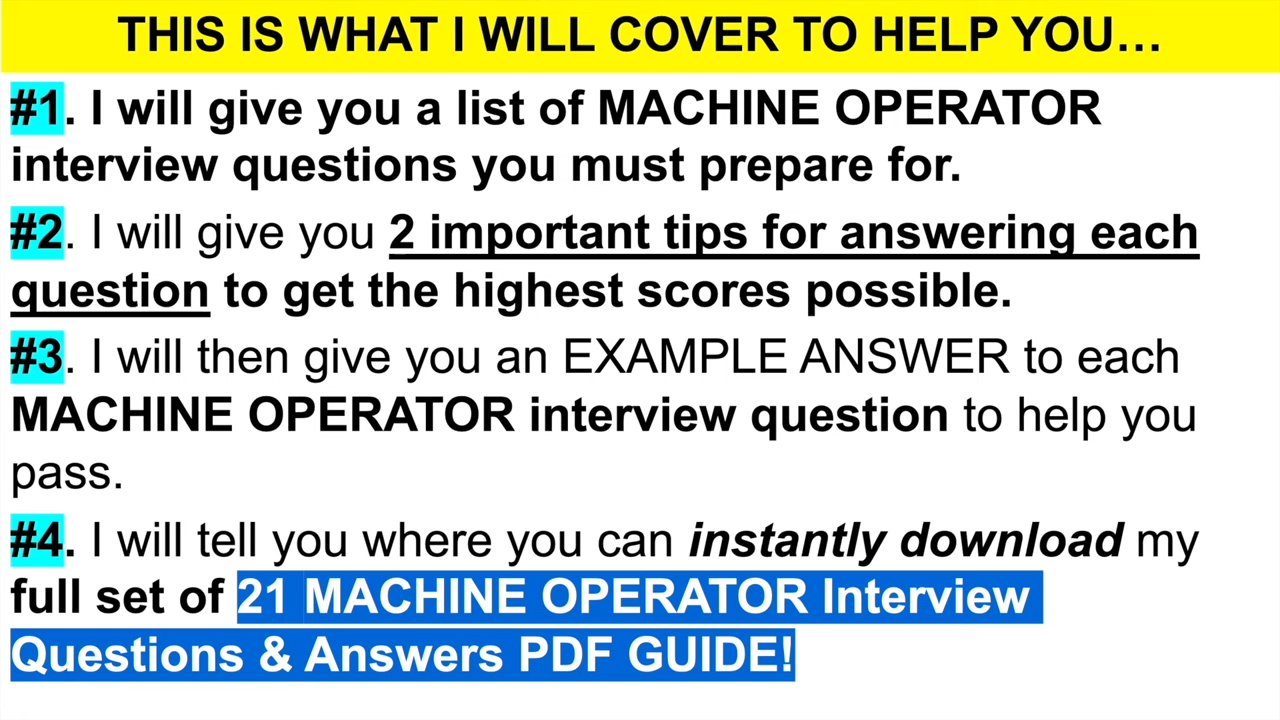 THIS IS WHAT I WILL COVER TO HELP YOU…
#1. I will give you a list of MACHINE OPERATOR
interview questions you must prepare for.
#2. I will give you 2 important tips for answering each
question to get the highest scores possible.
#3. I will then give you an EXAMPLE ANSWER to each
MACHINE OPERATOR interview question to help you
pass.
#4. I will tell you where you can instantly download my
full set of 21 MACHINE OPERATOR Interview
Questions & Answers PDF GUIDE!